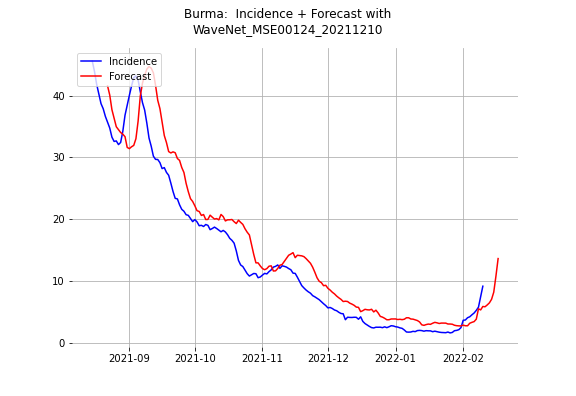 Burma:  Incidence + Forecast with
WaveNet_MSE00124_20211210
Incidence
Forecast
40
30
20
10
0
2021-09 2021-10 2021-11 2021-12 2022-01 2022-02